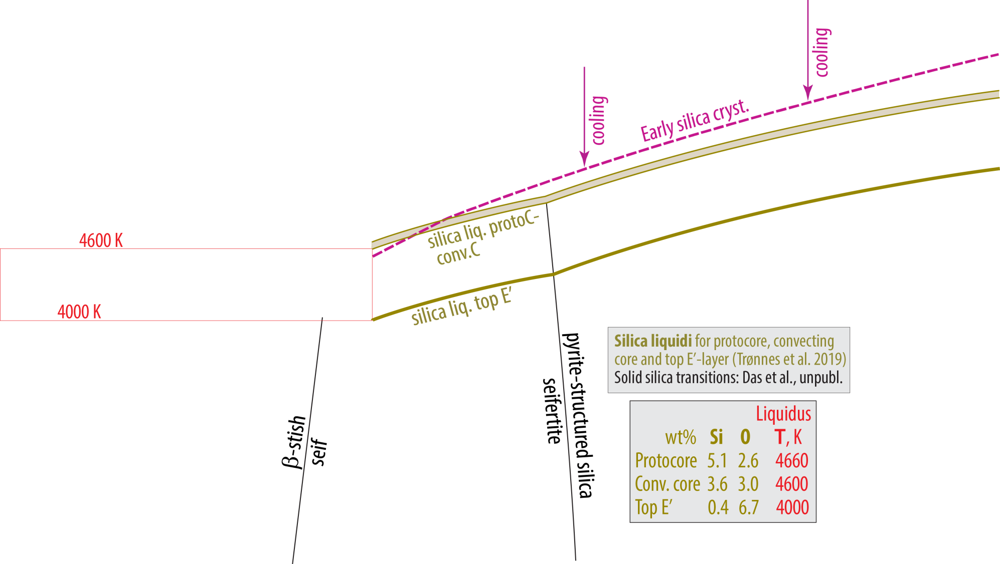 cooling
cooling
Early silica cryst.
silica liq. protoC-
conv.C
4600 K
4000 K
silica liq. top E’
β-stish
seif
seifertite
pyrite-structured silica
Silica liquidi for protocore, convecting
core and top E’-layer (Trønnes et al. 2019)
Solid silica transitions: Das et al., unpubl.
Liquidus
wt% Si O T, K
Protocore 5.1 2.6 4660
Conv. core 3.6 3.0 4600
Top E’ 0.4 6.7 4000